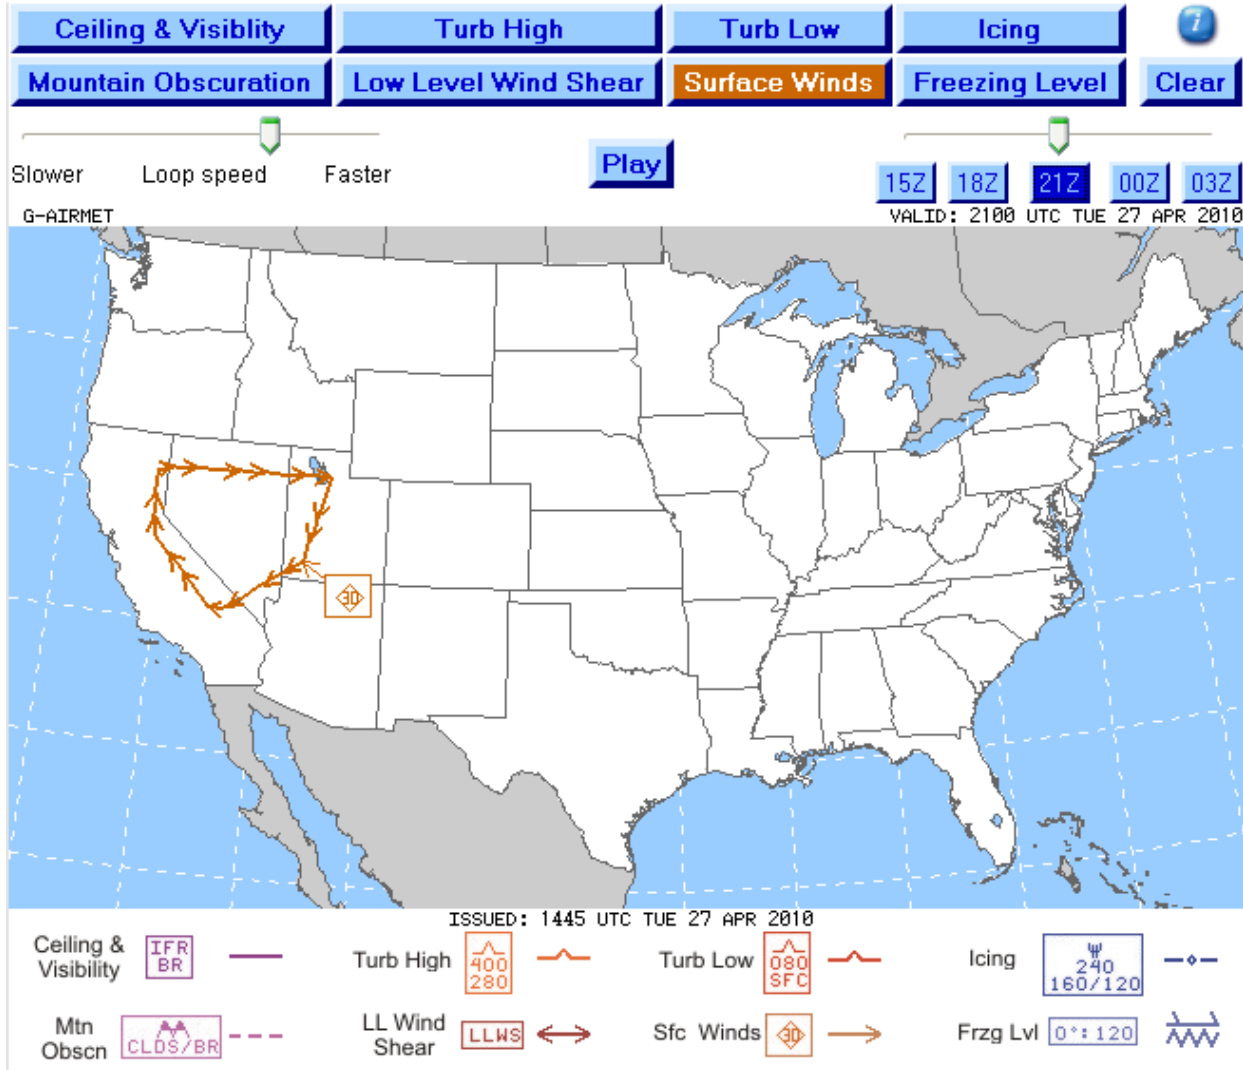 Ceiling & Visiblity Turb High Turb Low Icing i
Mountain Obscuration Low Level Wind Shear Surface Winds Freezing Level Clear
Slower Loop speed Faster Play
15Z 18Z 21Z 00Z 03Z
G-AIRMET VALID: 2100 UTC TUE 27 APR 2010
30
ISSUED: 1445 UTC TUE 27 APR 2010
Ceiling & Visibility IFR BR
Turb High 400 280
Turb Low 080 SFC
Icing 240 160/120
Mtn Obscn CLDS/BR
LL Wind Shear LLWS
Sfc Winds 30
Frzg Lvl 0°:120